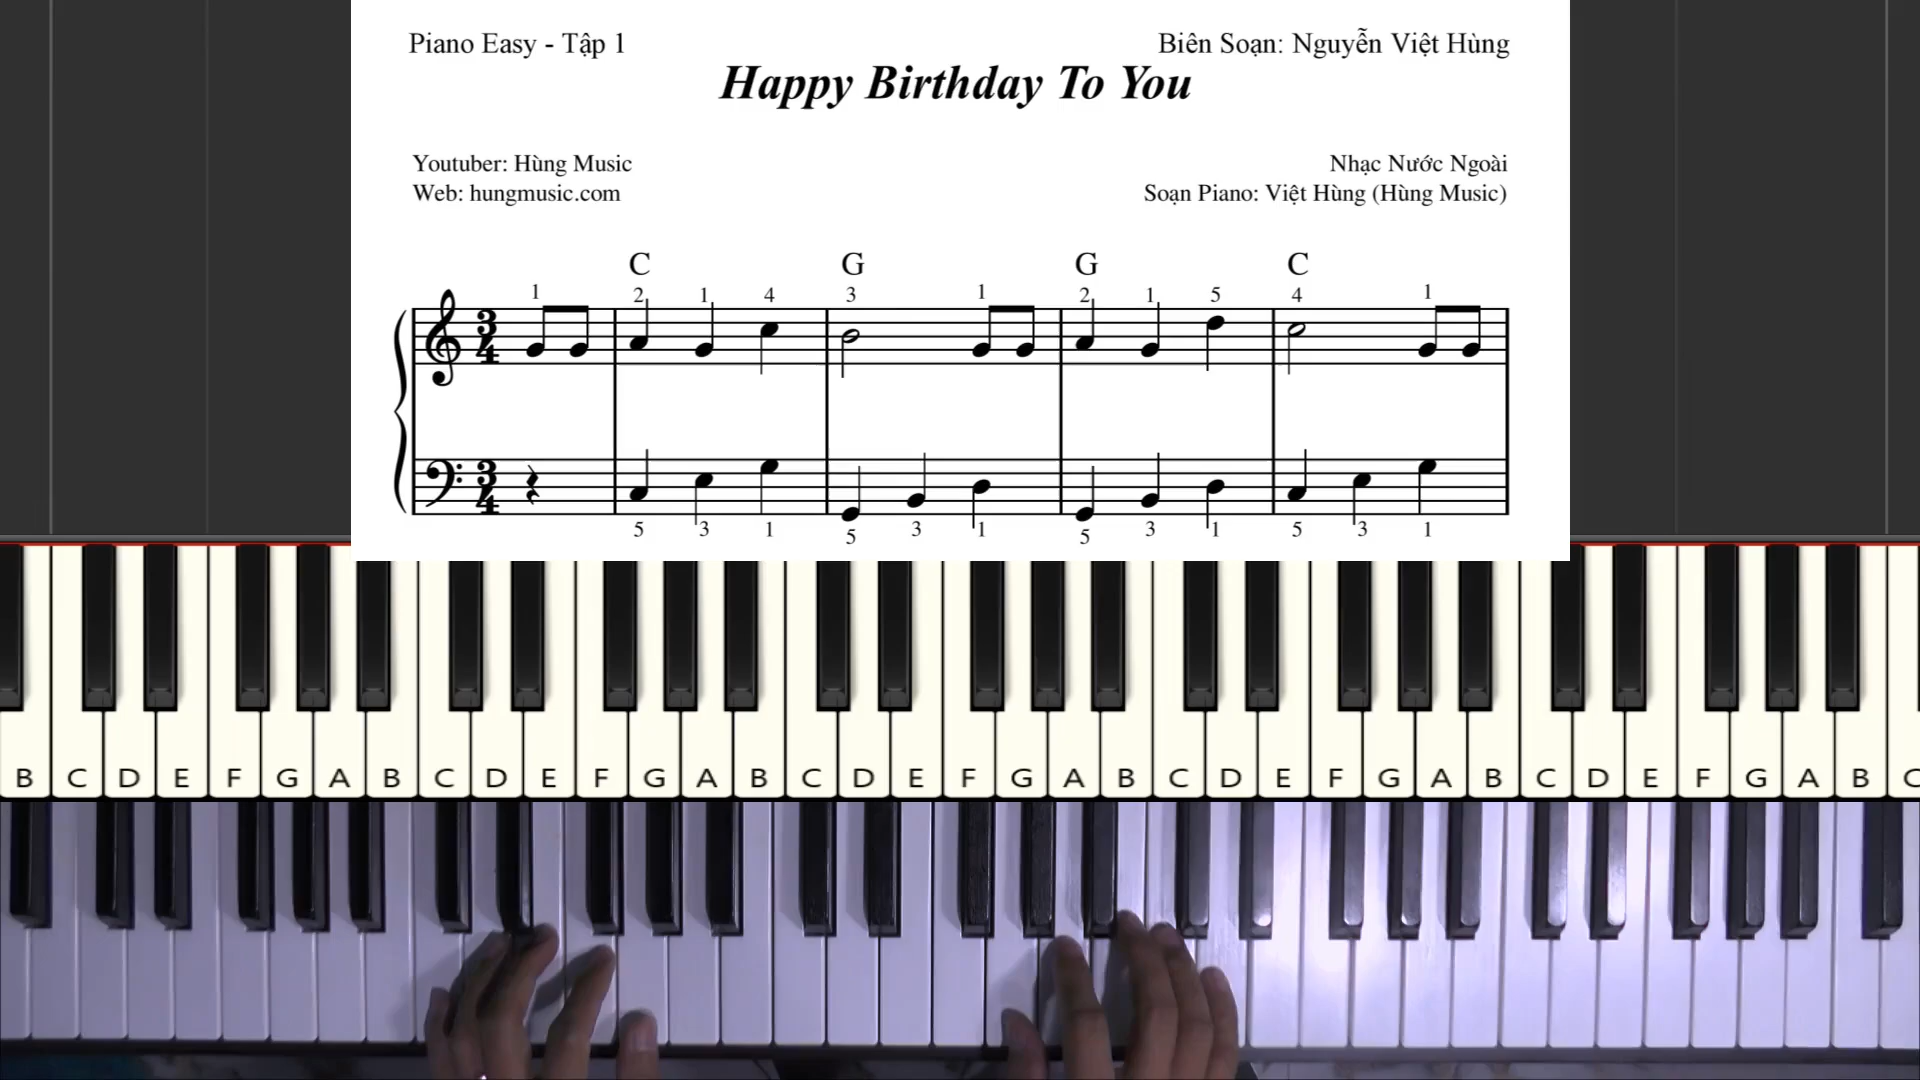 Piano Easy - Tập 1
Biên Soạn: Nguyễn Việt Hùng
Happy Birthday To You
Youtuber: Hùng Music
Nhạc Nước Ngoài
Web: hungmusic.com
Soạn Piano: Việt Hùng (Hùng Music)
C G G C
1 2 1 4 3 1 2 1 5 4 1
3 4
3 4
5 3 1 5 3 1 5 3 1 5 3 1
B C D E F G A B C D E F G A B C D E F G A B C D E F G A B C D E F G A B C